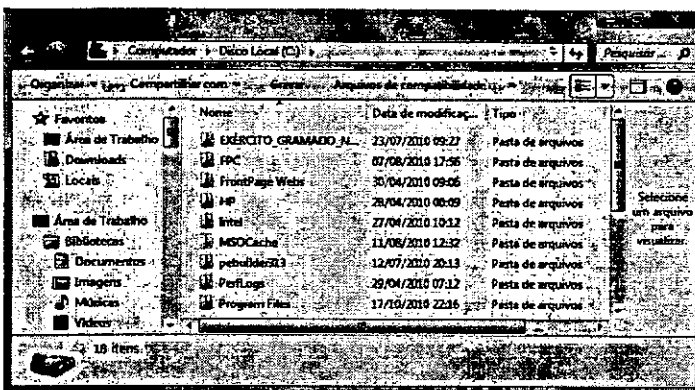 Computador Disco Local (C:) Pesquisar ...
Organizar Compartilhar com Gravar Arquivos de compatibilidade
Favoritos
Área de Trabalho
Downloads
Locais
Área de Trabalho
Bibliotecas
Documentos
Imagens
Músicas
Vídeos
Nome Data de modificaç... Tipo
EXERCITO_GRAMADO_N... 23/07/2010 09:27 Pasta de arquivos
FPC 07/08/2010 17:56 Pasta de arquivos
FrontPage Webs 30/04/2010 09:06 Pasta de arquivos
HP 28/04/2010 00:09 Pasta de arquivos
Intel 27/04/2010 10:12 Pasta de arquivos
MSOCache 11/08/2010 12:32 Pasta de arquivos
pebuilder313 12/07/2010 20:13 Pasta de arquivos
PerfLogs 29/04/2010 07:12 Pasta de arquivos
Program Files 17/10/2010 22:16 Pasta de arquivos
Selecione
um arquivo
para
visualizar.
18 itens